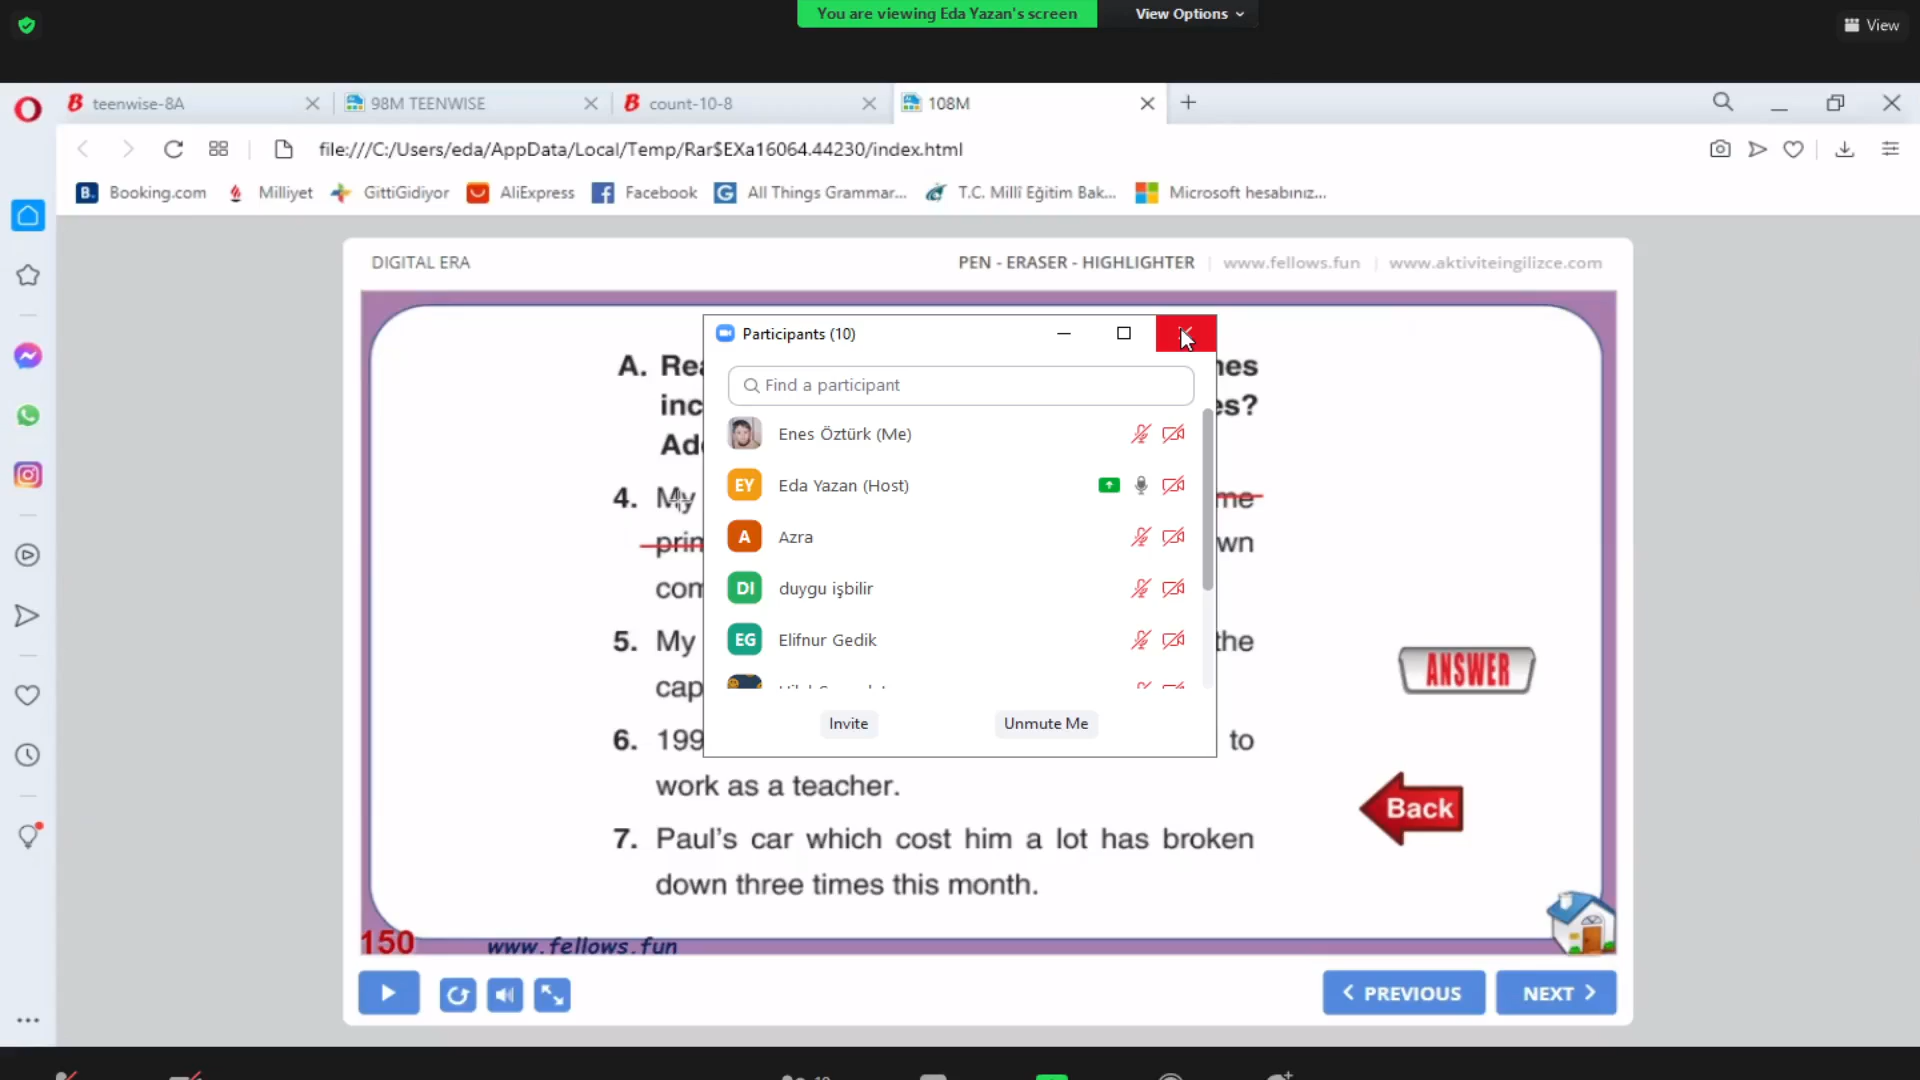 You are viewing Eda Yazan's screen
View Options
View
teenwise-8A
98M TEENWISE
count-10-8
108M
file:///C:/Users/eda/AppData/Local/Temp/Rar$EXa16064.44230/index.html
Booking.com
Milliyet
GittiGidiyor
AliExpress
Facebook
All Things Grammar...
T.C. Millî Eğitim Bak...
Microsoft hesabınız...
DIGITAL ERA
PEN - ERASER - HIGHLIGHTER
www.fellows.fun
www.aktiviteingilizce.com
Participants (10)
Find a participant
Enes Öztürk (Me)
EY Eda Yazan (Host)
A Azra
DI duygu işbilir
EG Elifnur Gedik
Invite
Unmute Me
A.
4. My
5. My the
6. to
work as a teacher.
7. Paul's car which cost him a lot has broken
down three times this month.
ANSWER
Back
150
www.fellows.fun
PREVIOUS
NEXT